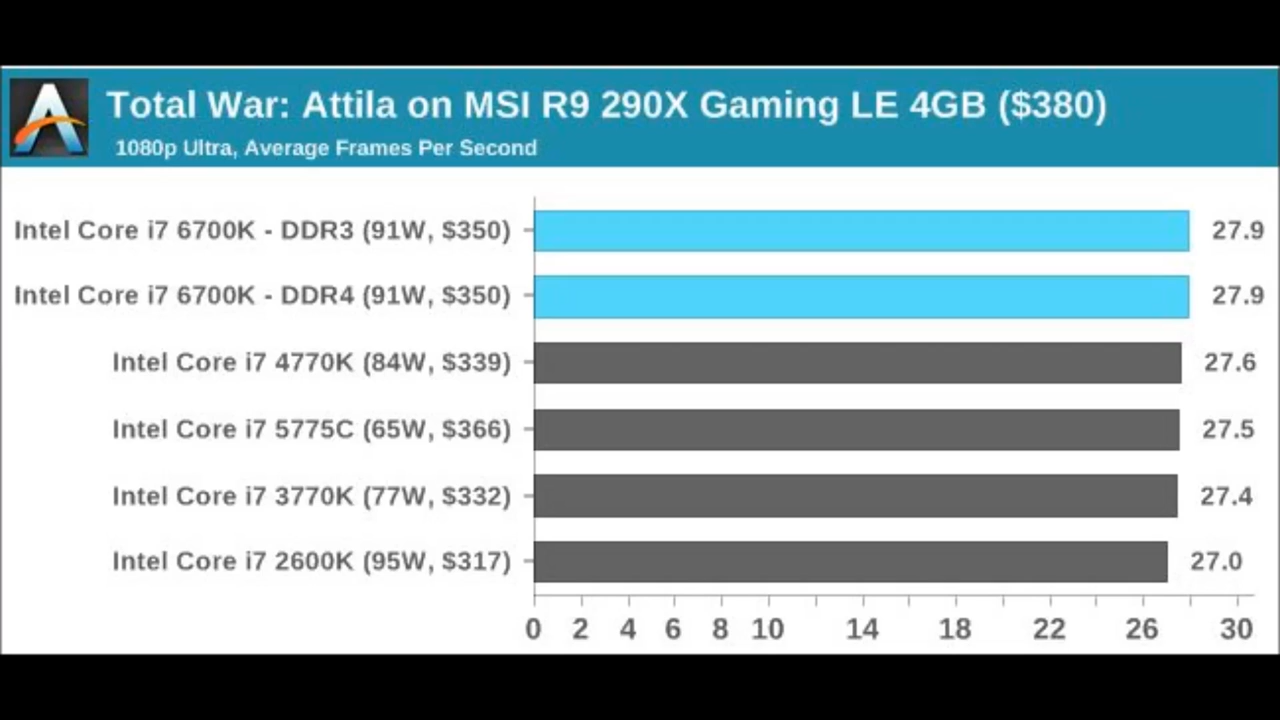 Total War: Attila on MSI R9 290X Gaming LE 4GB ($380)
1080p Ultra, Average Frames Per Second
Intel Core i7 6700K - DDR3 (91W, $350) 27.9
Intel Core i7 6700K - DDR4 (91W, $350) 27.9
Intel Core i7 4770K (84W, $339) 27.6
Intel Core i7 5775C (65W, $366) 27.5
Intel Core i7 3770K (77W, $332) 27.4
Intel Core i7 2600K (95W, $317) 27.0
0 2 4 6 8 10 14 18 22 26 30